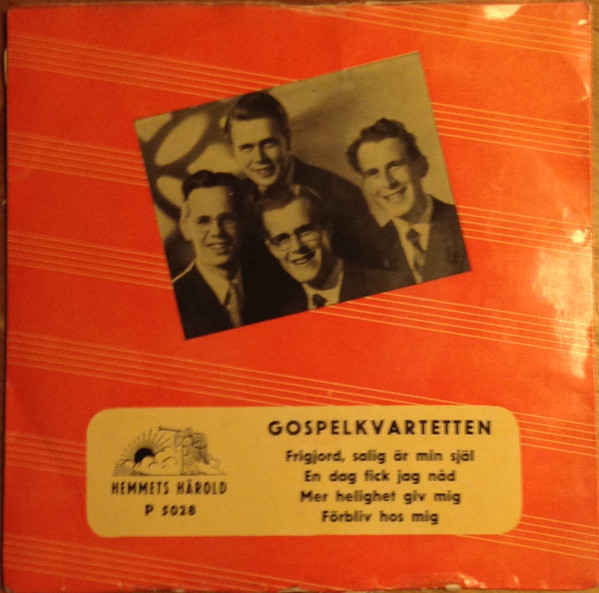 GOSPELKVARTETTEN
Frigjord, salig är min själ
En dag fick jag nåd
Mer helighet giv mig
Förbliv hos mig
HEMMETS HÄROLD
P 5028